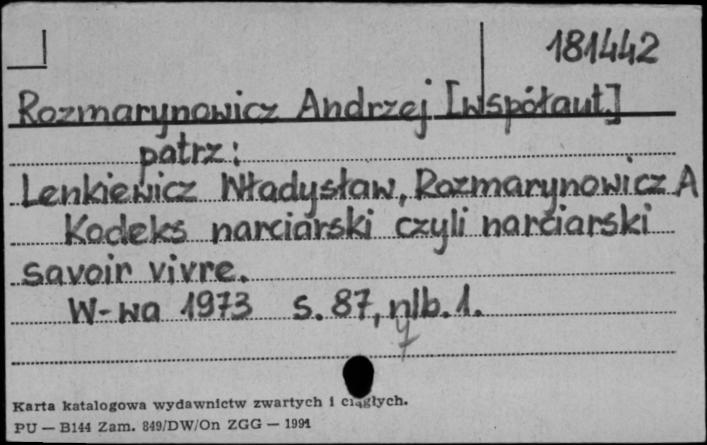 181442
Rozmarynowicz Andrzej [Współaut.]
patrz:
Lenkiewicz Władysław, Rozmarynowicz A
Kodeks narciarski czyli narciarski
savoir vivre.
W-wa 1973 s. 87, nlb. 1.
Karta katalogowa wydawnictw zwartych i ciągłych.
PU — B144 Zam. 849/DW/On ZGG — 1991